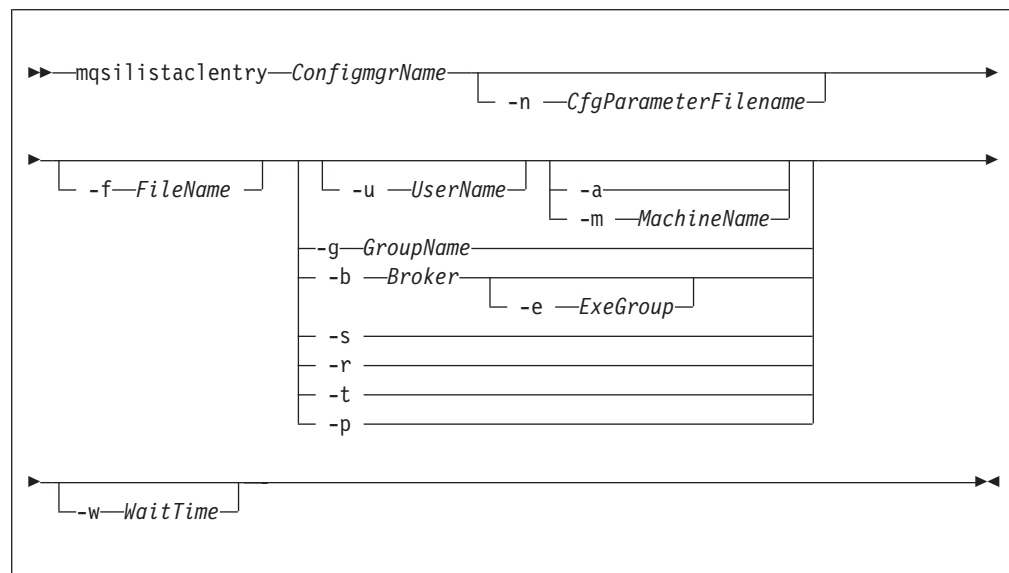 mqsilistaclentry ConfigmgrName
-n CfgParameterFilename
-f FileName -u UserName -a
-m MachineName
-g GroupName
-b Broker
-e ExeGroup
-s
-r
-t
-p
-w WaitTime